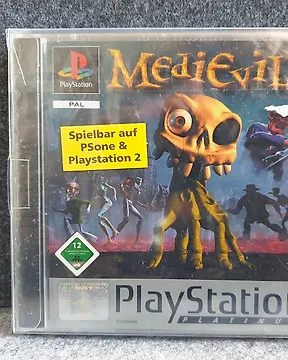 PlayStation
PAL
MEDIEVIL
Spielbar auf
PSone &
Playstation 2
12
PlayStation
PLATINUM